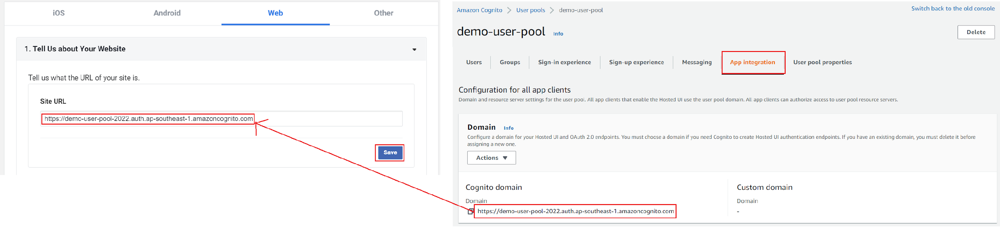 iOS
Android
Web
Other
1. Tell Us about Your Website
Tell us what the URL of your site is.
Site URL
https://demo-user-pool-2022.auth.ap-southeast-1.amazoncognito.com
Save
Amazon Cognito
User pools
demo-user-pool
Switch back to the old console
demo-user-pool
Info
Delete
Users
Groups
Sign-in experience
Sign-up experience
Messaging
App integration
User pool properties
Configuration for all app clients
Domain and resource server settings for the user pool. All app clients that enable the Hosted UI use the user pool domain. All app clients can authorize access to user pool resource servers.
Domain
Info
Configure a domain for your Hosted UI and OAuth 2.0 endpoints. You must choose a domain if you need Cognito to create Hosted UI authentication endpoints. If you have an existing domain, you must delete it before
assigning a new one.
Actions
Cognito domain
Domain
https://demo-user-pool-2022.auth.ap-southeast-1.amazoncognito.com
Custom domain
Domain
-